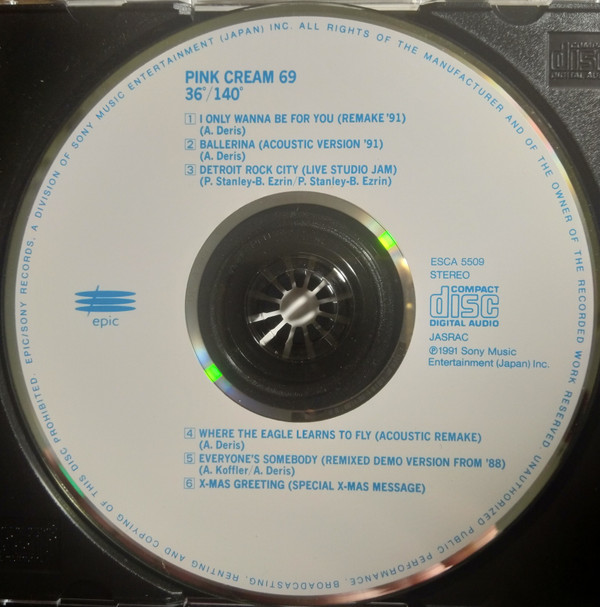 PINK CREAM 69
36°/140°
1 I ONLY WANNA BE FOR YOU (REMAKE '91)
(A. Deris)
2 BALLERINA (ACOUSTIC VERSION '91)
(A. Deris)
3 DETROIT ROCK CITY (LIVE STUDIO JAM)
(P. Stanley-B. Ezrin/P. Stanley-B. Ezrin)
ESCA 5509
STEREO
COMPACT
disc
DIGITAL AUDIO
JASRAC
℗1991 Sony Music
Entertainment (Japan) Inc.
epic
4 WHERE THE EAGLE LEARNS TO FLY (ACOUSTIC REMAKE)
(A. Deris)
5 EVERYONE'S SOMEBODY (REMIXED DEMO VERSION FROM '88)
(A. Koffler/A. Deris)
6 X-MAS GREETING (SPECIAL X-MAS MESSAGE)
EPIC/SONY RECORDS, A DIVISION OF SONY MUSIC ENTERTAINMENT (JAPAN) INC. ALL RIGHTS OF THE MANUFACTURER AND OF THE OWNER OF THE RECORDED WORK RESERVED UNAUTHORIZED PUBLIC PERFORMANCE, BROADCASTING, RENTING AND COPYING OF THIS DISC PROHIBITED
disc
DIGITAL AUDIO